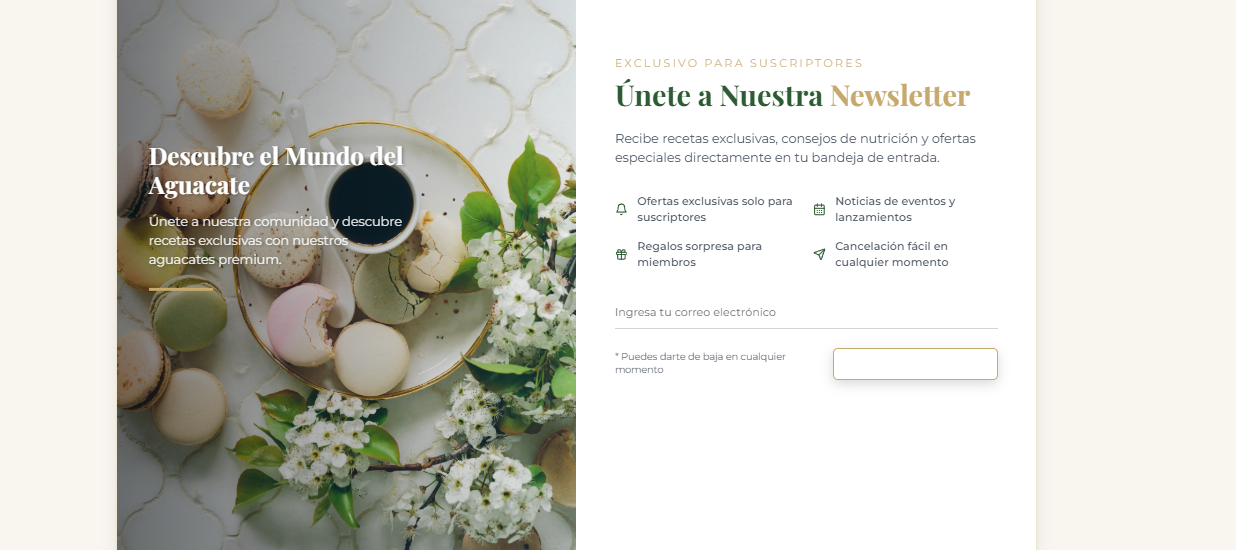 Descubre el Mundo del
Aguacate
Únete a nuestra comunidad y descubre
recetas exclusivas con nuestros
aguacates premium.
EXCLUSIVO PARA SUSCRIPTORES
Únete a Nuestra Newsletter
Recibe recetas exclusivas, consejos de nutrición y ofertas
especiales directamente en tu bandeja de entrada.
Ofertas exclusivas solo para
suscriptores
Noticias de eventos y
lanzamientos
Regalos sorpresa para
miembros
Cancelación fácil en
cualquier momento
Ingresa tu correo electrónico
* Puedes darte de baja en cualquier
momento